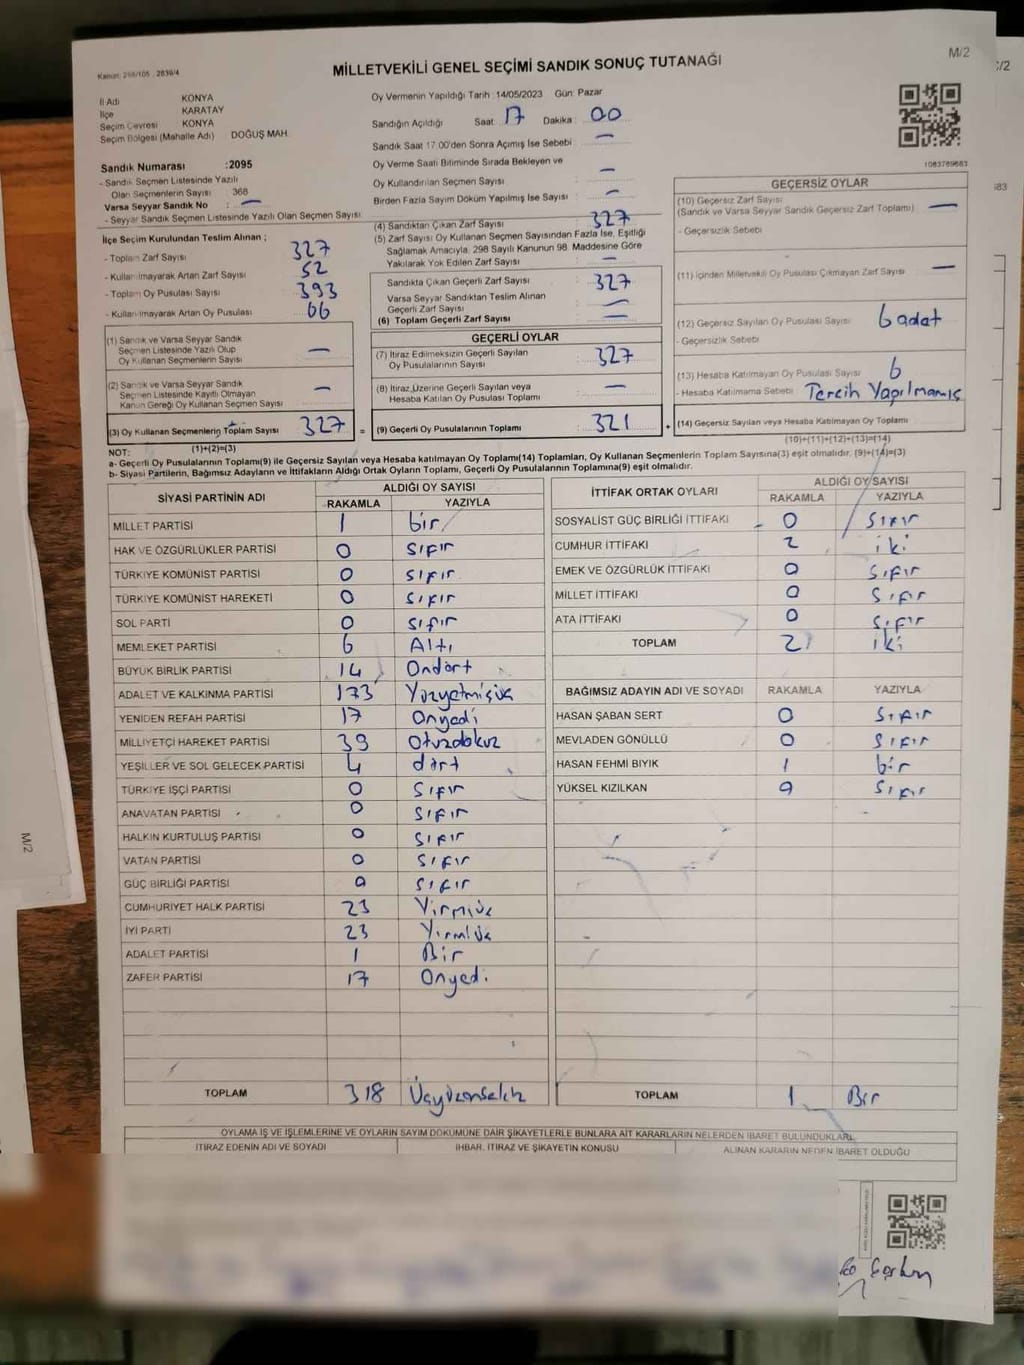 M/2
Kanun: 298/105 , 2839/4
MİLLETVEKİLİ GENEL SEÇİMİ SANDIK SONUÇ TUTANAĞI
İl Adı KONYA
İlçe KARATAY
Seçim Çevresi KONYA
Seçim Bölgesi (Mahalle Adı) DOĞUŞ MAH.
Sandık Numarası :2095
- Sandık Seçmen Listesinde Yazılı
Olan Seçmenlerin Sayısı : 368
Varsa Seyyar Sandık No : —
- Seyyar Sandık Seçmen Listesinde Yazılı Olan Seçmen Sayısı
Oy Vermenin Yapıldığı Tarih :14/05/2023 Gün: Pazar
Sandığın Açıldığı Saat : 17 Dakika : 00
Sandık Saat 17.00'den Sonra Açımış İse Sebebi : —
Oy Verme Saati Bitiminde Sırada Bekleyen ve
Oy Kullandırılan Seçmen Sayısı : —
Birden Fazla Sayım Döküm Yapılmış İse Sayısı : —
1083769883
İlçe Seçim Kurulundan Teslim Alınan ;
- Toplam Zarf Sayısı 327
- Kullanılmayarak Artan Zarf Sayısı 52
- Toplam Oy Pusulası Sayısı 393
- Kullanılmayarak Artan Oy Pusulası 66
(4) Sandıktan Çıkan Zarf Sayısı : 327
(5) Zarf Sayısı Oy Kullanan Seçmen Sayısından Fazla İse, Eşitliği
Sağlamak Amacıyla, 298 Sayılı Kanunun 98. Maddesine Göre
Yakılarak Yok Edilen Zarf Sayısı : —
Sandıkta Çıkan Geçerli Zarf Sayısı : 327
Varsa Seyyar Sandıktan Teslim Alınan
Geçerli Zarf Sayısı : —
(6) Toplam Geçerli Zarf Sayısı : —
GEÇERSİZ OYLAR
(10) Geçersiz Zarf Sayısı
(Sandık ve Varsa Seyyar Sandık Geçersiz Zarf Toplamı) —
- Geçersizlik Sebebi
(11) İçinden Milletvekili Oy Pusulası Çıkmayan Zarf Sayısı —
(12) Geçersiz Sayılan Oy Pusulası Sayısı 6 adat
- Geçersizlik Sebebi
(13) Hesaba Katılmayan Oy Pusulası Sayısı 6
- Hesaba Katılmama Sebebi Tercih Yapılmamış
(14) Geçersiz Sayılan veya Hesaba Katılmayan Oy Toplamı
(10)+(11)+(12)+(13)=(14)
(1) Sandık ve Varsa Seyyar Sandık
Seçmen Listesinde Yazılı Olup
Oy Kullanan Seçmenlerin Sayısı —
(2) Sandık ve Varsa Seyyar Sandık
Seçmen Listesinde Kayıtlı Olmayan
Kanun Gereği Oy Kullanan Seçmen Sayısı —
(3) Oy Kullanan Seçmenlerin Toplam Sayısı 327 =
(1)+(2)=(3)
GEÇERLİ OYLAR
(7) İtiraz Edilmeksizin Geçerli Sayılan
Oy Pusulalarının Sayısı : 327
(8) İtiraz Üzerine Geçerli Sayılan veya
Hesaba Katılan Oy Pusulası Toplamı : —
(9) Geçerli Oy Pusulalarının Toplamı : 321 +
NOT:
a- Geçerli Oy Pusulalarının Toplamı(9) ile Geçersiz Sayılan veya Hesaba katılmayan Oy Toplamı(14) Toplamları, Oy Kullanan Seçmenlerin Toplam Sayısına(3) eşit olmalıdır. (9)+(14)=(3)
b- Siyasi Partilerin, Bağımsız Adayların ve İttifakların Aldığı Ortak Oyların Toplamı, Geçerli Oy Pusulalarının Toplamına(9) eşit olmalıdır.
SİYASİ PARTİNİN ADI ALDIĞI OY SAYISI
RAKAMLA YAZIYLA
MİLLET PARTİSİ 1 bir
HAK VE ÖZGÜRLÜKLER PARTİSİ 0 sıfır
TÜRKİYE KOMÜNİST PARTİSİ 0 sıfır
TÜRKİYE KOMÜNİST HAREKETİ 0 sıfır
SOL PARTİ 0 sıfır
MEMLEKET PARTİSİ 6 Altı
BÜYÜK BİRLİK PARTİSİ 14 Ondört
ADALET VE KALKINMA PARTİSİ 173 Yüzyetmişüç
YENİDEN REFAH PARTİSİ 17 Onyedi
MİLLİYETÇİ HAREKET PARTİSİ 39 Otuzdokuz
YEŞİLLER VE SOL GELECEK PARTİSİ 4 dört
TÜRKİYE İŞÇİ PARTİSİ 0 Sıfır
ANAVATAN PARTİSİ 0 Sıfır
HALKIN KURTULUŞ PARTİSİ 0 Sıfır
VATAN PARTİSİ 0 Sıfır
GÜÇ BİRLİĞİ PARTİSİ 0 Sıfır
CUMHURİYET HALK PARTİSİ 23 Yirmiüç
İYİ PARTİ 23 Yirmiüç
ADALET PARTİSİ 1 Bir
ZAFER PARTİSİ 17 Onyedi
TOPLAM 318 Üçyüzonsekiz
İTTİFAK ORTAK OYLARI ALDIĞI OY SAYISI
RAKAMLA YAZIYLA
SOSYALİST GÜÇ BİRLİĞİ İTTİFAKI 0 sıfır
CUMHUR İTTİFAKI 2 iki
EMEK VE ÖZGÜRLÜK İTTİFAKI 0 sıfır
MİLLET İTTİFAKI 0 sıfır
ATA İTTİFAKI 0 sıfır
TOPLAM 2 iki
BAĞIMSIZ ADAYIN ADI VE SOYADI RAKAMLA YAZIYLA
HASAN ŞABAN SERT 0 Sıfır
MEVLADEN GÖNÜLLÜ 0 Sıfır
HASAN FEHMİ BIYIK 1 bir
YÜKSEL KIZILKAN 0 Sıfır
TOPLAM 1 Bir
OYLAMA İŞ VE İŞLEMLERİNE VE OYLARIN SAYIM DÖKÜMÜNE DAİR ŞİKAYETLERLE BUNLARA AİT KARARLARIN NELERDEN İBARET BULUNDUKLARI
İTİRAZ EDENİN ADI VE SOYADI İHBAR, İTİRAZ VE ŞİKAYETİN KONUSU ALINAN KARARIN NEDEN İBARET OLDUĞU
M/2